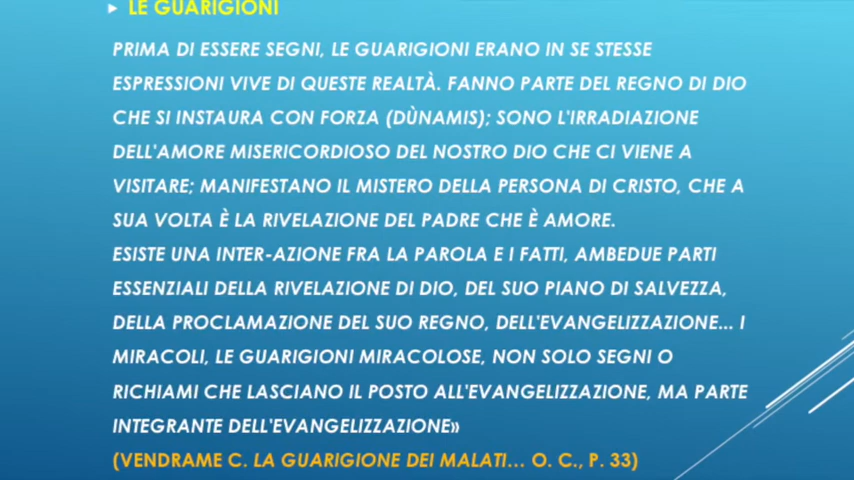 LE GUARIGIONI
PRIMA DI ESSERE SEGNI, LE GUARIGIONI ERANO IN SE STESSE
ESPRESSIONI VIVE DI QUESTE REALTÀ. FANNO PARTE DEL REGNO DI DIO
CHE SI INSTAURA CON FORZA (DÙNAMIS); SONO L'IRRADIAZIONE
DELL'AMORE MISERICORDIOSO DEL NOSTRO DIO CHE CI VIENE A
VISITARE; MANIFESTANO IL MISTERO DELLA PERSONA DI CRISTO, CHE A
SUA VOLTA È LA RIVELAZIONE DEL PADRE CHE È AMORE.
ESISTE UNA INTER-AZIONE FRA LA PAROLA E I FATTI, AMBEDUE PARTI
ESSENZIALI DELLA RIVELAZIONE DI DIO, DEL SUO PIANO DI SALVEZZA,
DELLA PROCLAMAZIONE DEL SUO REGNO, DELL'EVANGELIZZAZIONE... I
MIRACOLI, LE GUARIGIONI MIRACOLOSE, NON SOLO SEGNI O
RICHIAMI CHE LASCIANO IL POSTO ALL'EVANGELIZZAZIONE, MA PARTE
INTEGRANTE DELL'EVANGELIZZAZIONE»
(VENDRAME C. LA GUARIGIONE DEI MALATI... O. C., P. 33)